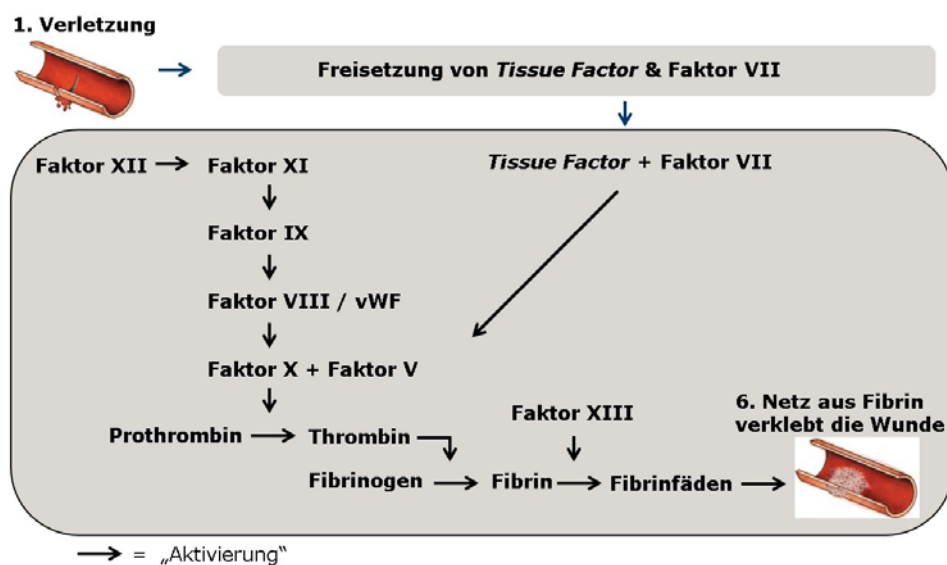 1. Verletzung
Freisetzung von Tissue Factor & Faktor VII
Faktor XII
Faktor XI
Tissue Factor + Faktor VII
Faktor IX
Faktor VIII / vWF
Faktor X + Faktor V
Faktor XIII
6. Netz aus Fibrin
verklebt die Wunde
Prothrombin
Thrombin
Fibrinogen
Fibrin
Fibrinfäden
= „Aktivierung“